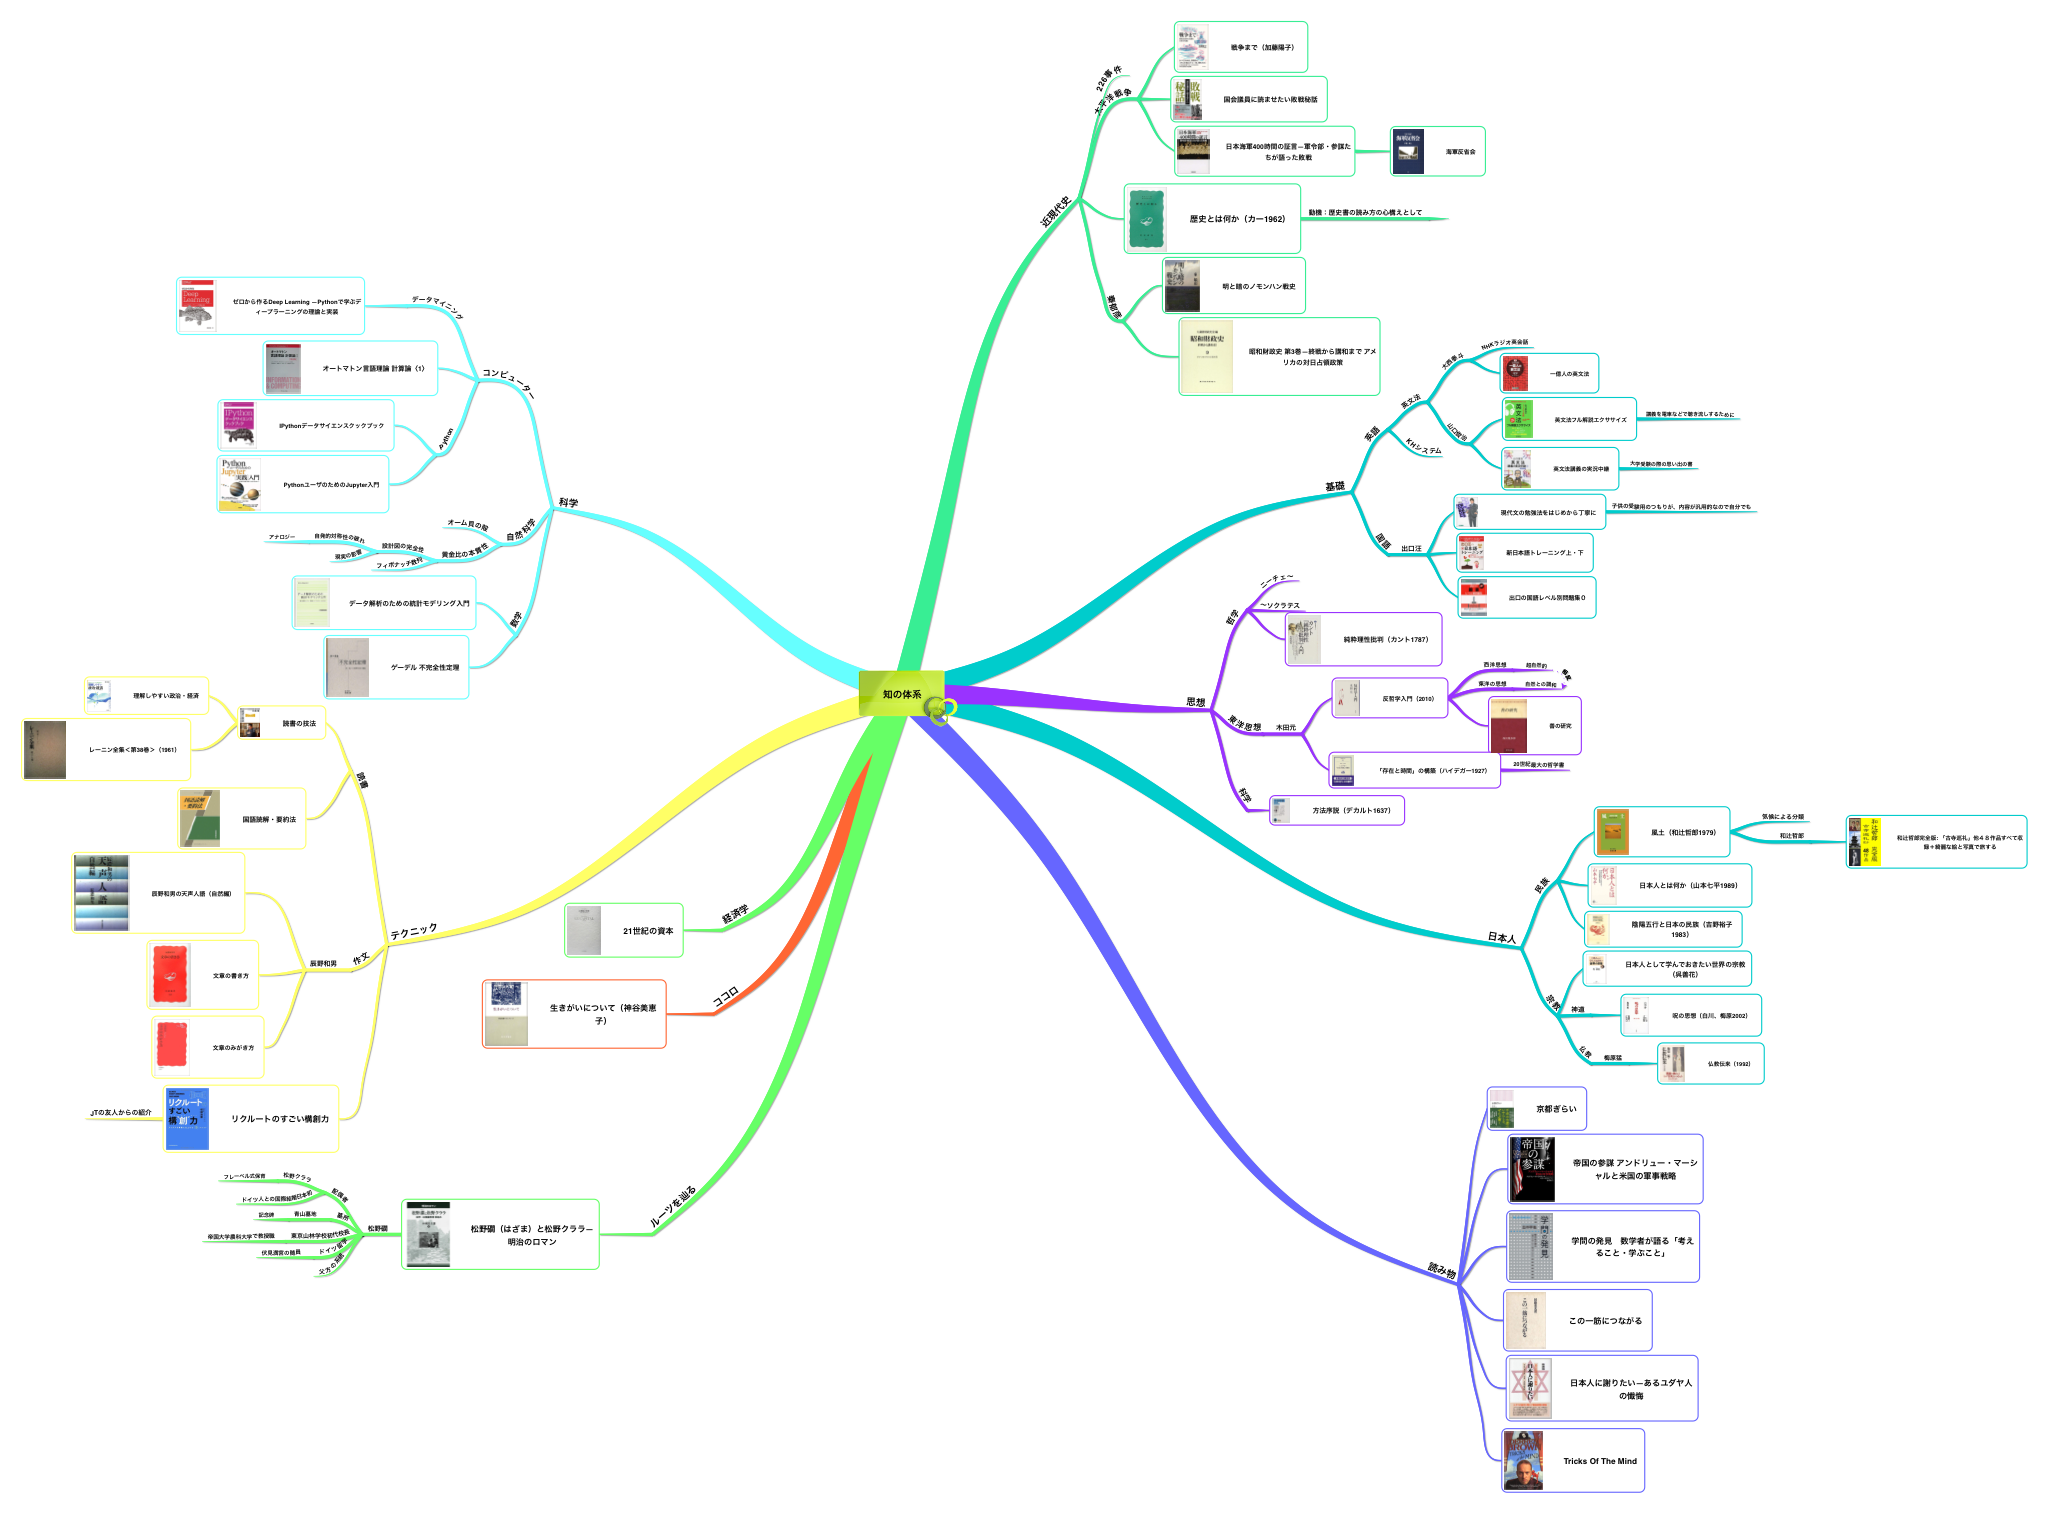 知の体系
近現代史
226事件
太平洋戦争
戦争まで（加藤陽子）
国会議員に読ませたい敗戦秘話
日本海軍400時間の証言－軍令部・参謀た
ちが語った敗戦
海軍反省会
歴史とは何か（カー1962）
動機：歴史書の読み方の心構えとして
秦郁彦
明と暗のノモンハン戦史
昭和財政史 第3巻－終戦から講和まで アメ
リカの対日占領政策
基礎
英語
英文法
大西泰斗
NHKラジオ英会話
一億人の英文法
山口俊治
英文法フル解説エクササイズ
講義を電車などで聴き流しするために
英文法講義の実況中継
大学受験の際の思い出の書
KHシステム
国語
出口汪
現代文の勉強法をはじめから丁寧に
子供の受験用のつもりが、内容が汎用的なので自分でも
新日本語トレーニング上・下
出口の国語レベル別問題集０
思想
哲学
ニーチェ～
～ソクラテス
純粋理性批判（カント1787）
東洋思想
木田元
反哲学入門（2010）
西洋思想
超自然的
東洋の思想
自然との調和
善の研究
「存在と時間」の構築（ハイデガー1927）
20世紀最大の哲学書
科学
方法序説（デカルト1637）
日本人
民族
風土（和辻哲郎1979）
気候による分類
和辻哲郎
和辻哲郎完全版:「古寺巡礼」他４８作品すべて収
録＋綺麗な絵と写真で旅する
日本人とは何か（山本七平1989）
陰陽五行と日本の民族（吉野裕子
1983）
宗教
日本人として学んでおきたい世界の宗教
（呉善花）
神道
呪の思想（白川、梅原2002）
仏教
梅原猛
仏教伝来（1992）
読み物
京都ぎらい
帝国の参謀 アンドリュー・マーシ
ャルと米国の軍事戦略
学問の発見　数学者が語る「考え
ること・学ぶこと」
この一筋につながる
日本人に謝りたい－あるユダヤ人
の懺悔
Tricks Of The Mind
科学
コンピューター
データマイニング
ゼロから作るDeep Learning ―Pythonで学ぶデ
ィープラーニングの理論と実装
オートマトン言語理論 計算論〈1〉
Python
IPythonデータサイエンスクックブック
PythonユーザのためのJupyter入門
自然科学
オーム貝の殻
黄金比の本質性
設計図の完全性
自発的対称性の破れ
アナロジー
現実の影響
フィボナッチ数列
数学
データ解析のための統計モデリング入門
ゲーデル 不完全性定理
テクニック
読書
読書の技法
理解しやすい政治・経済
レーニン全集＜第38巻＞（1961）
国語読解・要約法
作文
辰野和男
辰野和男の天声人語（自然編）
文章の書き方
文章のみがき方
リクルートのすごい構創力
JTの友人からの紹介
経済学
21世紀の資本
ココロ
生きがいについて（神谷美恵
子）
ルーツを辿る
松野礀（はざま）と松野クララ－
明治のロマン
松野礀
配偶者
松野クララ
フレーベル式保育
ドイツ人との国際結婚日本初
墓所
青山墓地
記念碑
東京山林学校初代校長
帝国大学農科大学で教授職
ドイツ留学
伏見満宮の随員